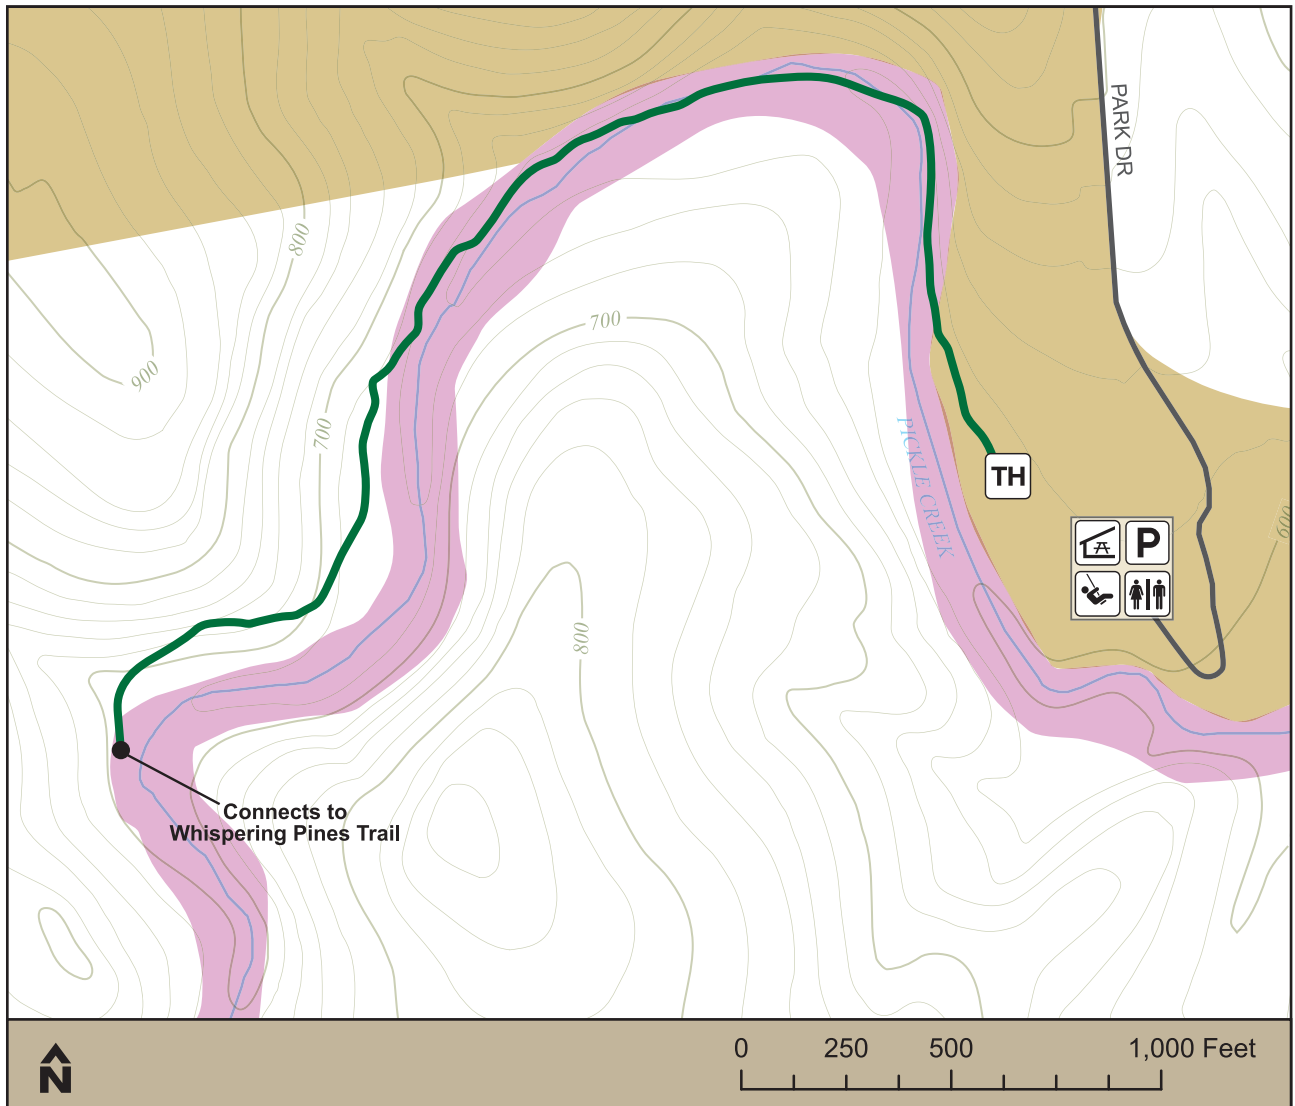 PARK DR
800
700
900
700
PICKLE CREEK
TH
600
P
800
Connects to
Whispering Pines Trail
N
0 250 500 1,000 Feet